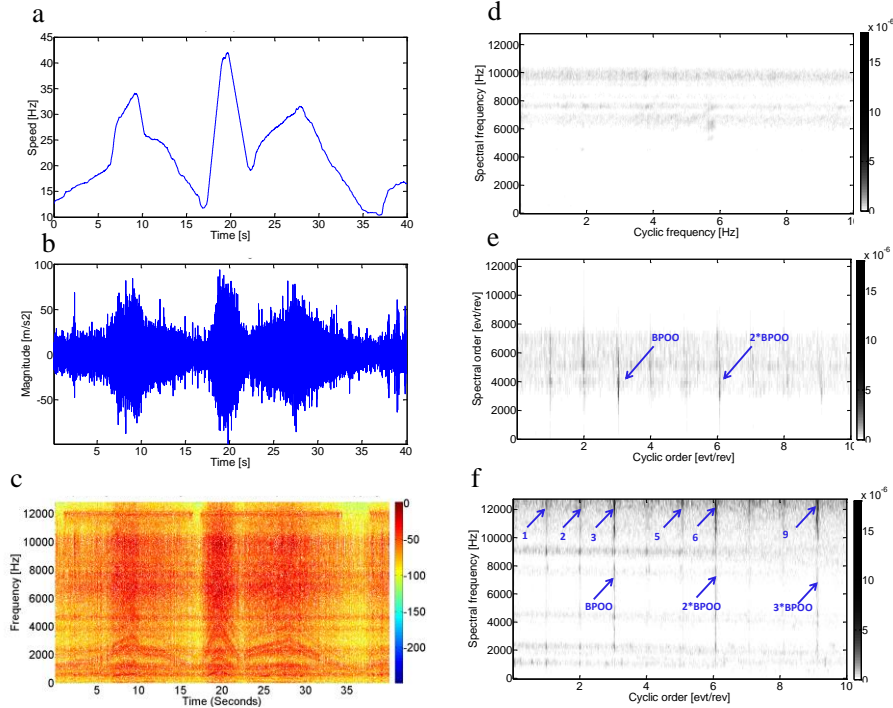 a
45
40
35
30
25
20
15
10
Speed [Hz]
0 5 10 15 20 25 30 35 40
Time [s]
b
100
50
0
-50
Magnitude [m/s2]
0 5 10 15 20 25 30 35 40
Time [s]
c
12000
10000
8000
6000
4000
2000
0
Frequency [Hz]
5 10 15 20 25 30 35
Time (Seconds)
0
-50
-100
-150
-200
d
12000
10000
8000
6000
4000
2000
0
Spectral frequency [Hz]
2 4 6 8 10
Cyclic frequency [Hz]
x 10-6
15
10
5
0
e
12000
10000
8000
6000
4000
2000
0
Spectral order [evt/rev]
BPOO 2*BPOO
2 4 6 8 10
Cyclic order [evt/rev]
x 10-6
15
10
5
0
f
12000
10000
8000
6000
4000
2000
0
Spectral frequency [Hz]
1 2 3 5 6 9
BPOO 2*BPOO 3*BPOO
2 4 6 8 10
Cyclic order [evt/rev]
x 10-6
15
10
5
0